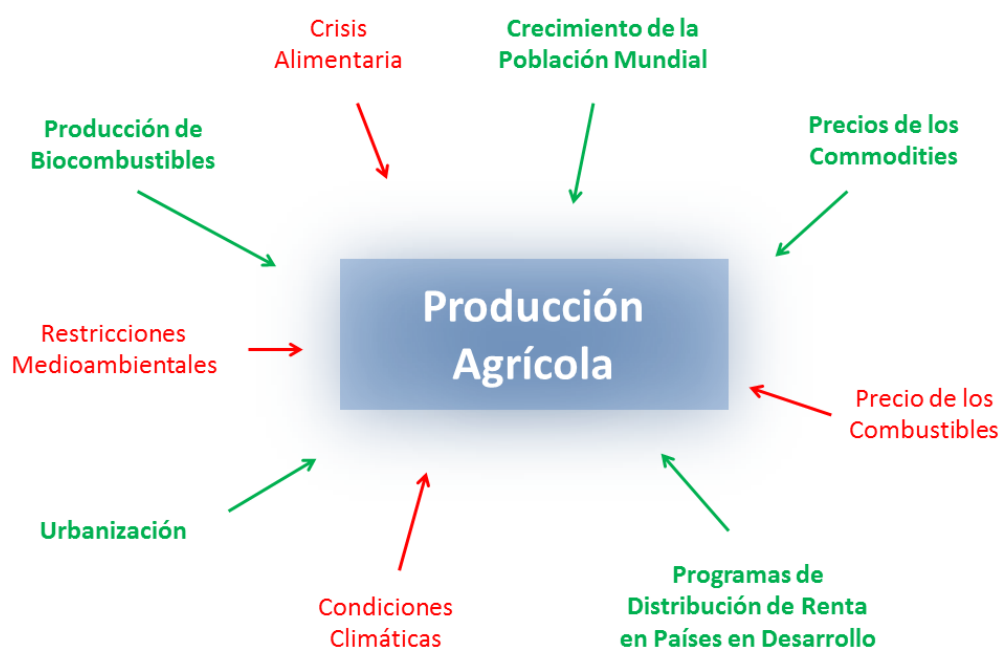 Crisis
Alimentaria
Crecimiento de la
Población Mundial
Producción de
Biocombustibles
Precios de los
Commodities
Producción
Agrícola
Restricciones
Medioambientales
Precio de los
Combustibles
Urbanización
Condiciones
Climáticas
Programas de
Distribución de Renta
en Países en Desarrollo